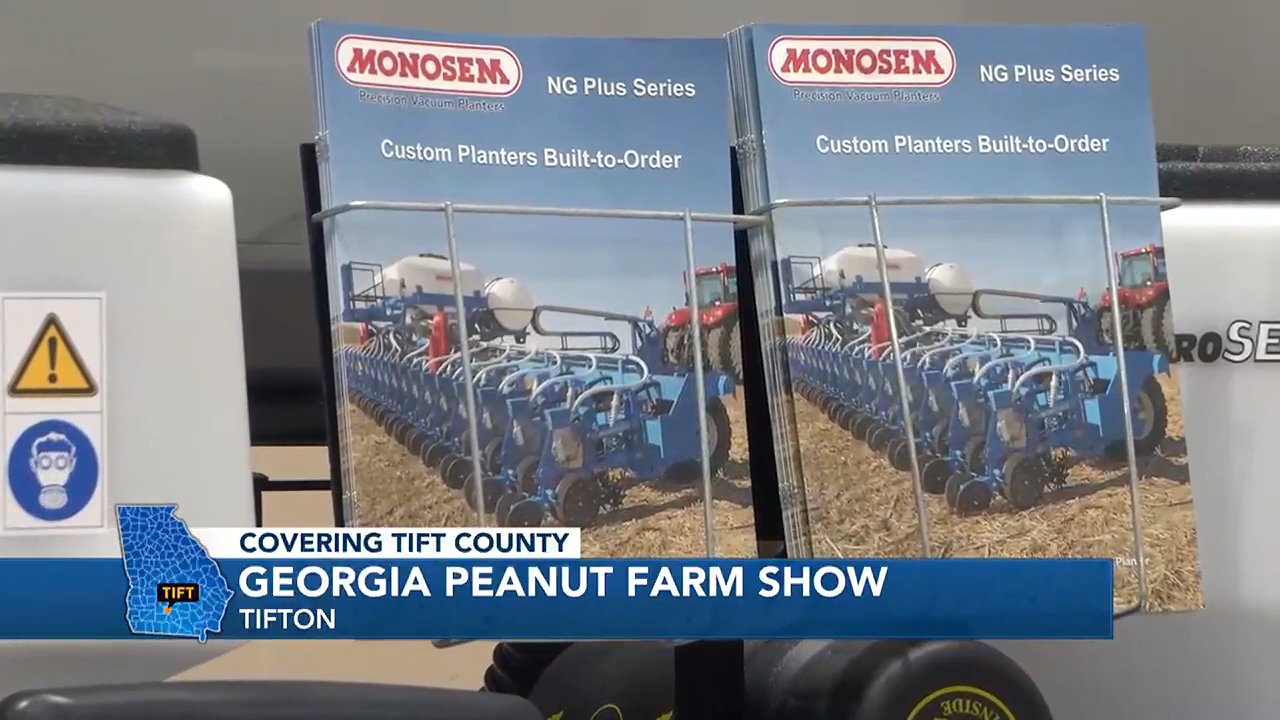 MONOSEM
Precision Vacuum Planters
NG Plus Series
Custom Planters Built-to-Order
MONOSEM
Precision Vacuum Planters
NG Plus Series
Custom Planters Built-to-Order
COVERING TIFT COUNTY
TIFT
GEORGIA PEANUT FARM SHOW
TIFTON
INSIDE